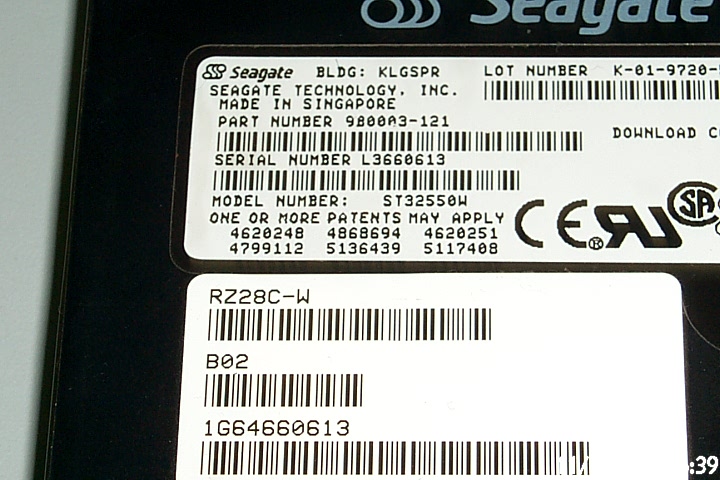 Seagate
Seagate BLDG: KLGSPR LOT NUMBER K-01-9720-
SEAGATE TECHNOLOGY, INC.
MADE IN SINGAPORE
PART NUMBER 980003-121
DOWNLOAD
SERIAL NUMBER L3660613
MODEL NUMBER: ST32550W
ONE OR MORE PATENTS MAY APPLY
4620248 4868694 4620251
4799112 5136439 5117408
CE ® SA
RZ28C-W
B02
1G64660613
:39